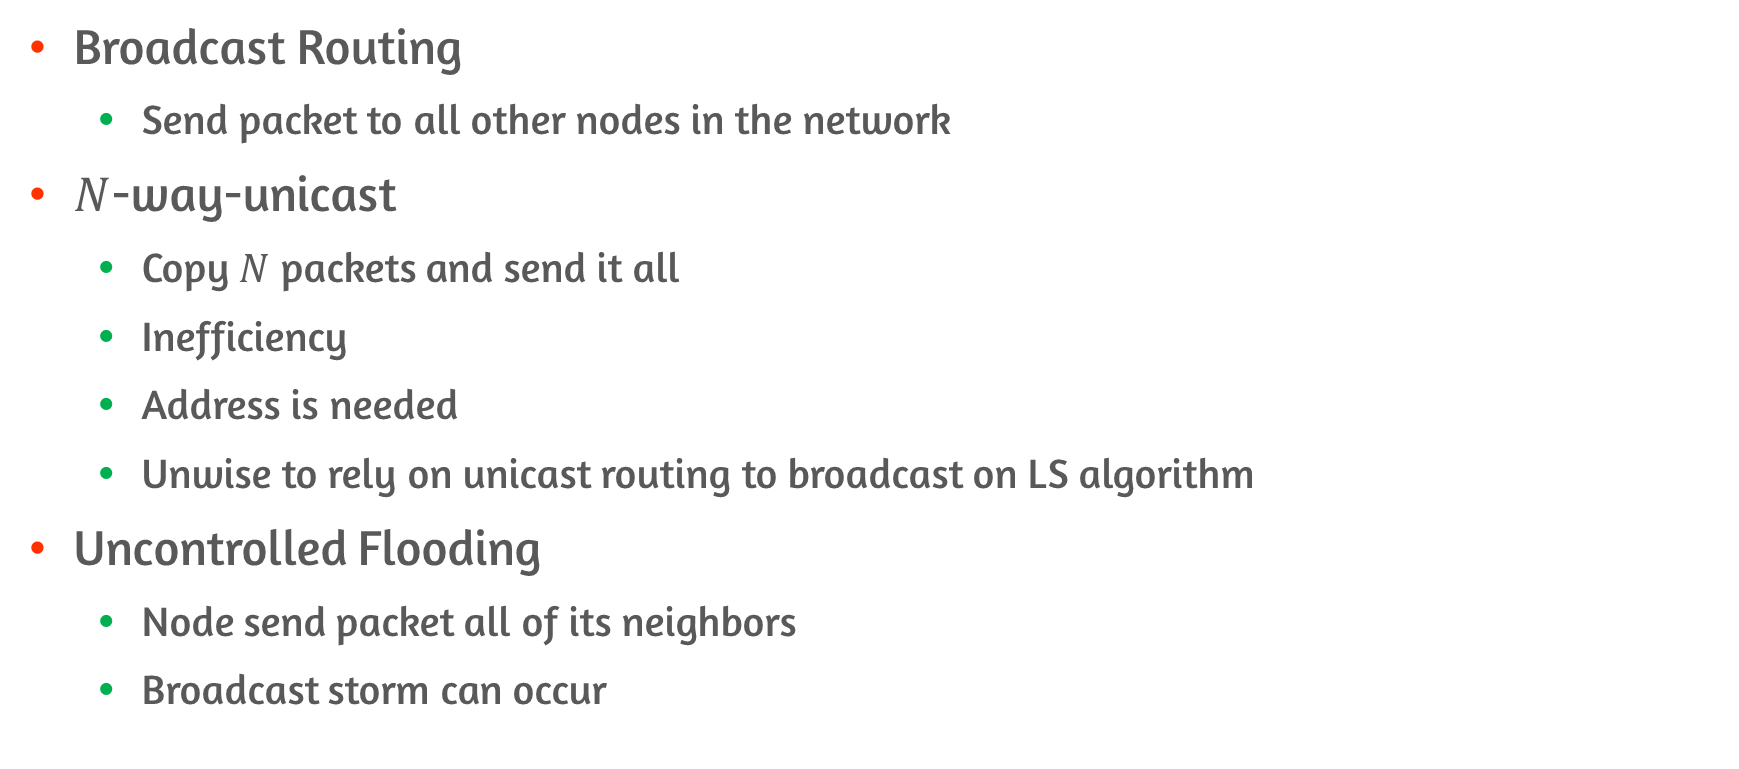 • Broadcast Routing
• Send packet to all other nodes in the network
• N-way-unicast
• Copy N packets and send it all
• Inefficiency
• Address is needed
• Unwise to rely on unicast routing to broadcast on LS algorithm
• Uncontrolled Flooding
• Node send packet all of its neighbors
• Broadcast storm can occur